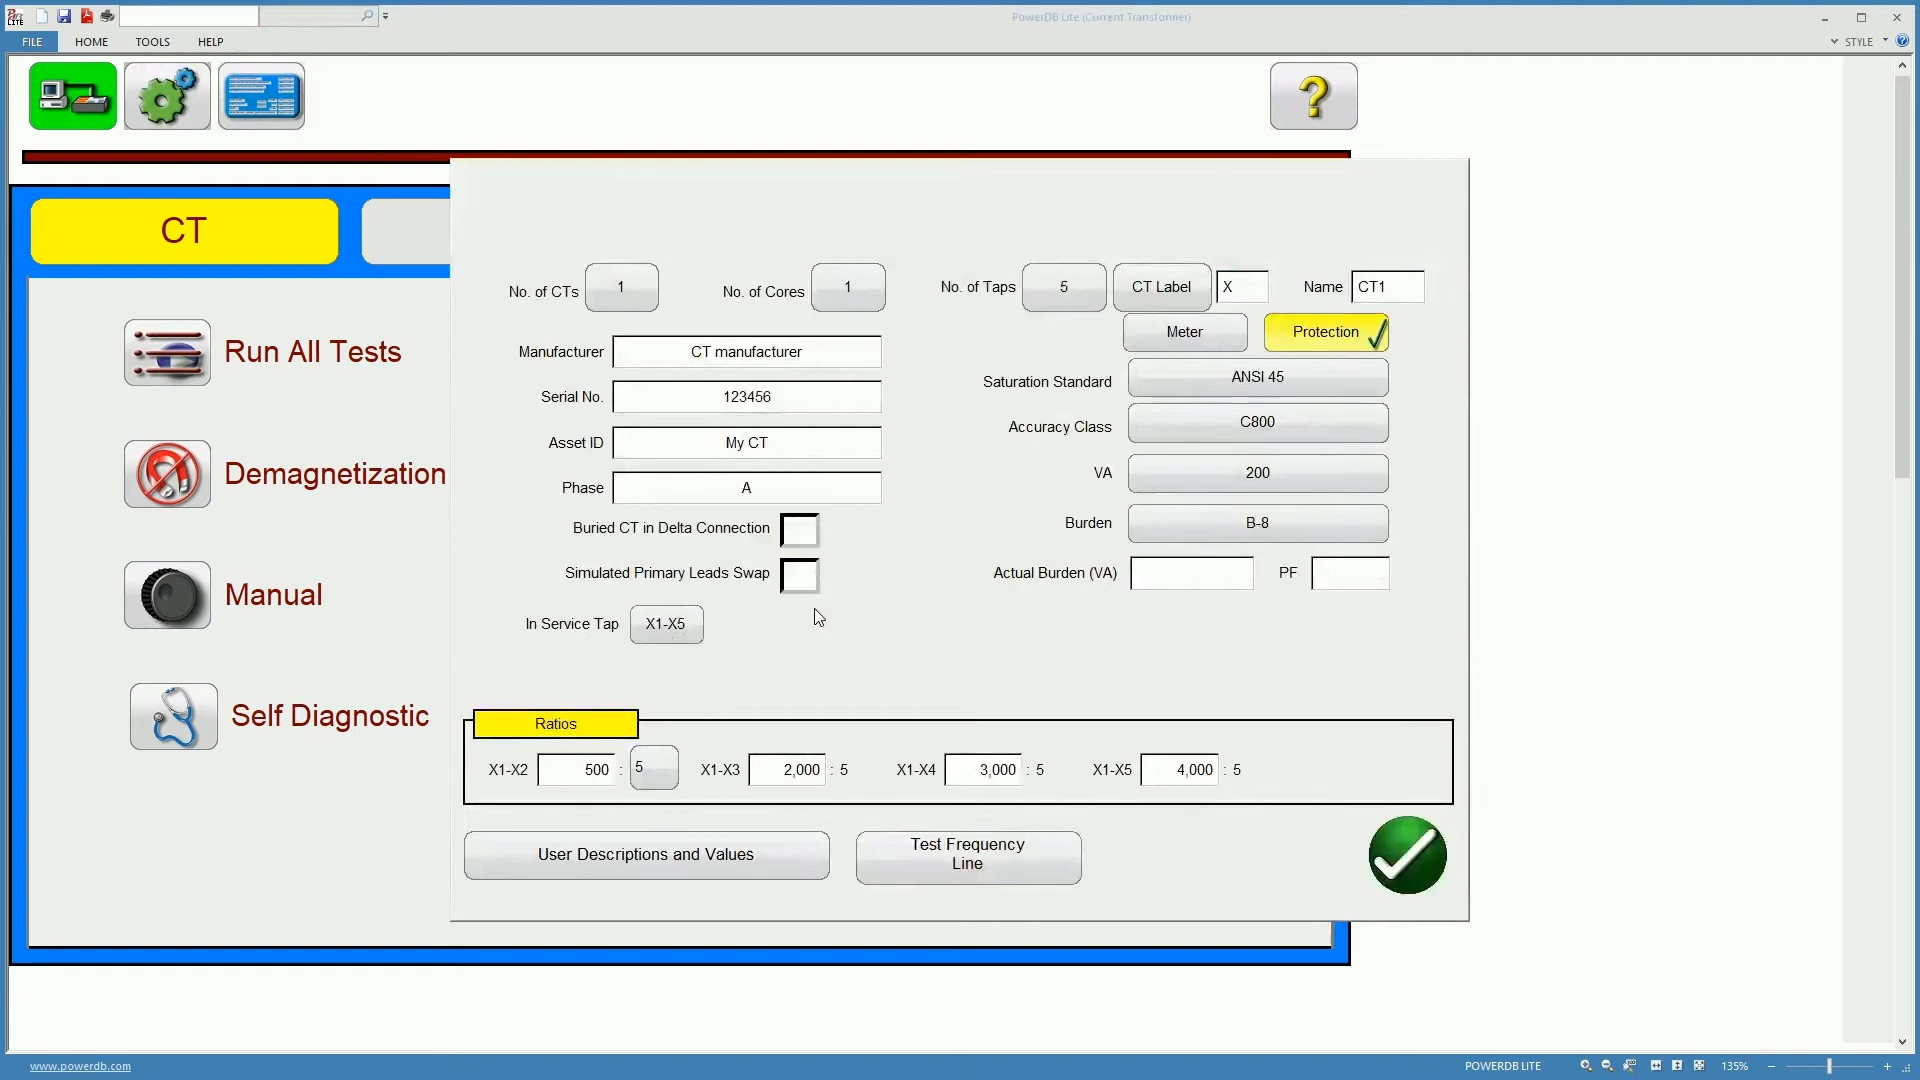 PowerDB Lite (Current Transformer)
FILE HOME TOOLS HELP STYLE
CT
Run All Tests
Demagnetization
Manual
Self Diagnostic
No. of CTs 1 No. of Cores 1 No. of Taps 5 CT Label X Name CT1
Meter Protection
Manufacturer CT manufacturer
Saturation Standard ANSI 45
Serial No. 123456
Accuracy Class C800
Asset ID My CT
VA 200
Phase A
Burden B-8
Buried CT in Delta Connection
Simulated Primary Leads Swap
Actual Burden (VA) PF
In Service Tap X1-X5
Ratios
X1-X2 500 : 5 X1-X3 2,000 : 5 X1-X4 3,000 : 5 X1-X5 4,000 : 5
User Descriptions and Values
Test Frequency
Line
www.powerdb.com POWERDB LITE 135%